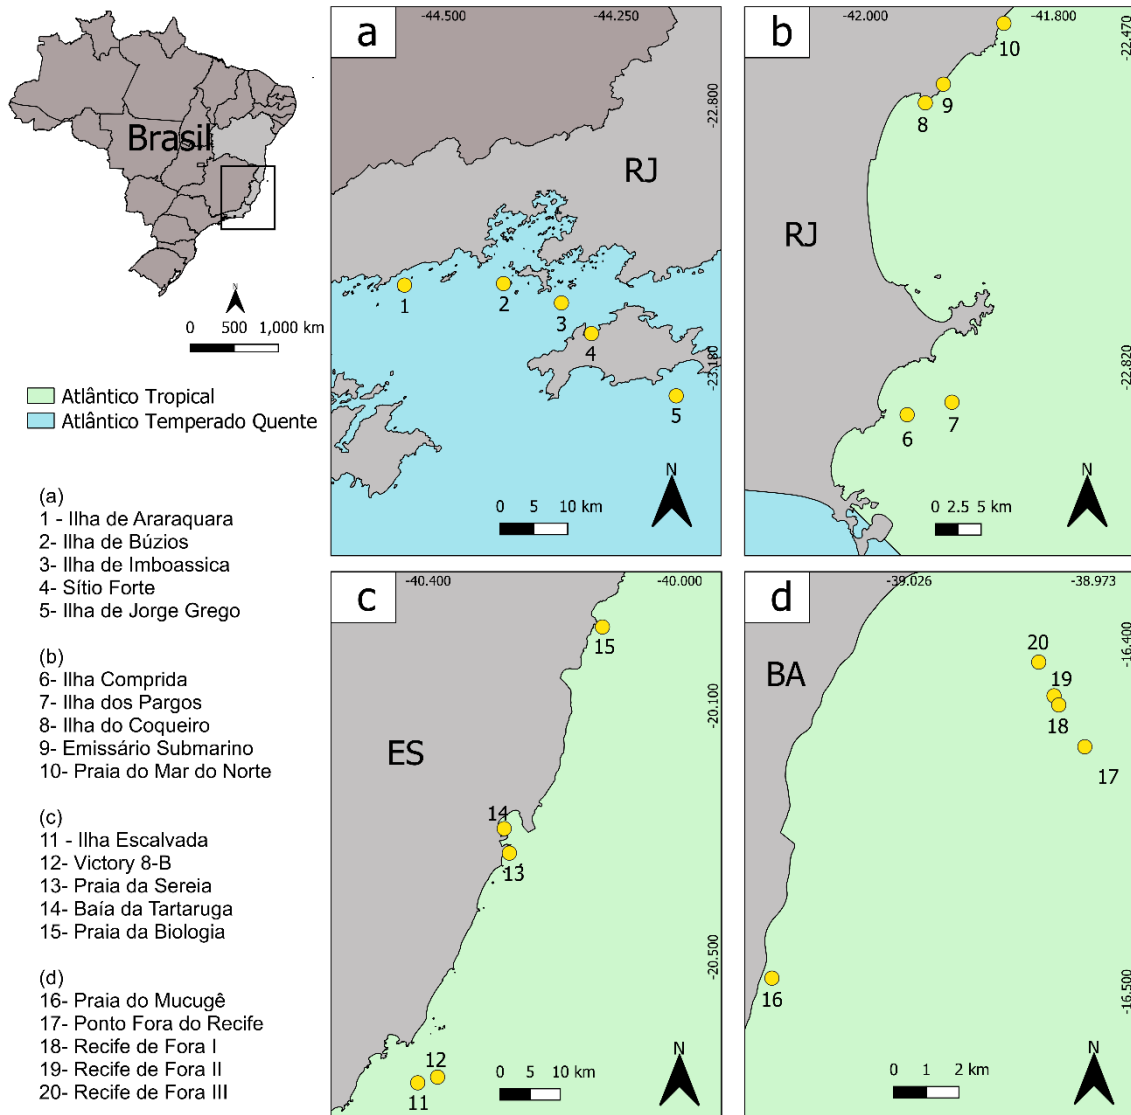 Brasil
N
0 500 1,000 km
Atlântico Tropical
Atlântico Temperado Quente
(a)
1 - Ilha de Araraquara
2- Ilha de Búzios
3- Ilha de Imboassica
4- Sítio Forte
5- Ilha de Jorge Grego
(b)
6- Ilha Comprida
7- Ilha dos Pargos
8- Ilha do Coqueiro
9- Emissário Submarino
10- Praia do Mar do Norte
(c)
11 - Ilha Escalvada
12- Victory 8-B
13- Praia da Sereia
14- Baía da Tartaruga
15- Praia da Biologia
(d)
16- Praia do Mucugê
17- Ponto Fora do Recife
18- Recife de Fora I
19- Recife de Fora II
20- Recife de Fora III
a
-44.500 -44.250
-22.800
RJ
1
2
3
4
-23.180
5
N
0 5 10 km
b
-42.000 -41.800
-22.470
10
9
8
RJ
-22.820
7
6
N
0 2.5 5 km
c
-40.400 -40.000
15
-20.100
ES
14
13
-20.500
N
12
11
0 5 10 km
d
-39.026 -38.973
-16.400
20
BA
19
18
17
16
-16.500
N
0 1 2 km